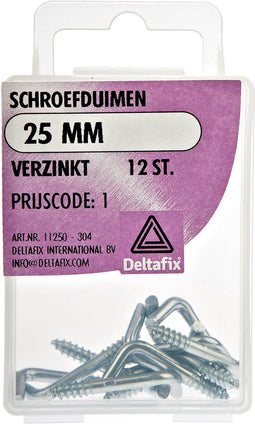 SCHROEFDUIMEN
25 MM
VERZINKT 12 ST.
PRIJSCODE: 1
ART.NR. 11250 - 304
DELTAFIX INTERNATIONAL BV
INFO@DELTAFIX.COM
Deltafix